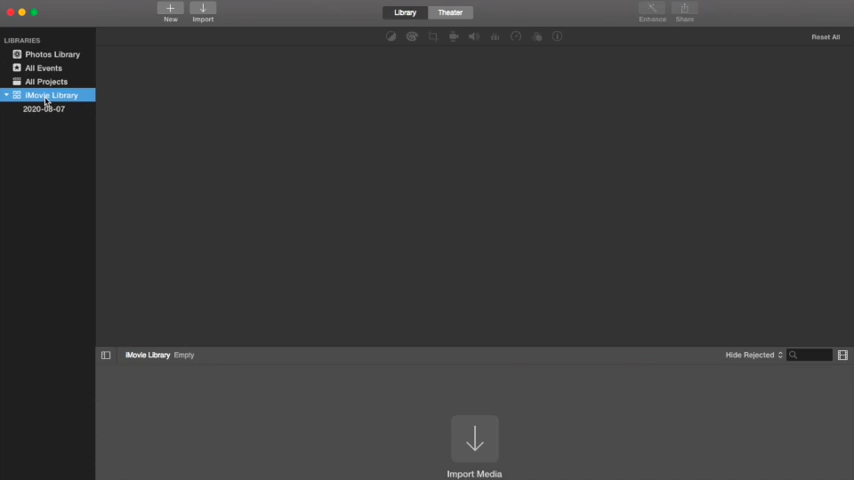 New
Import
Library
Theater
Enhance
Share
LIBRARIES
Reset All
Photos Library
All Events
All Projects
iMovie Library
2020-08-07
iMovie Library Empty
Hide Rejected
Import Media